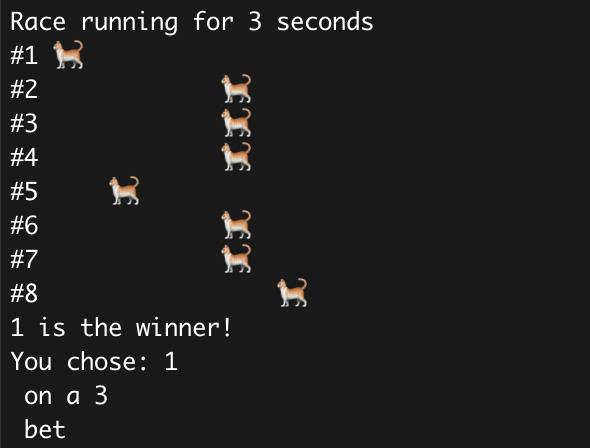 Race running for 3 seconds
#1 🐈
#2 🐈
#3 🐈
#4 🐈
#5 🐈
#6 🐈
#7 🐈
#8 🐈
1 is the winner!
You chose: 1
on a 3
bet